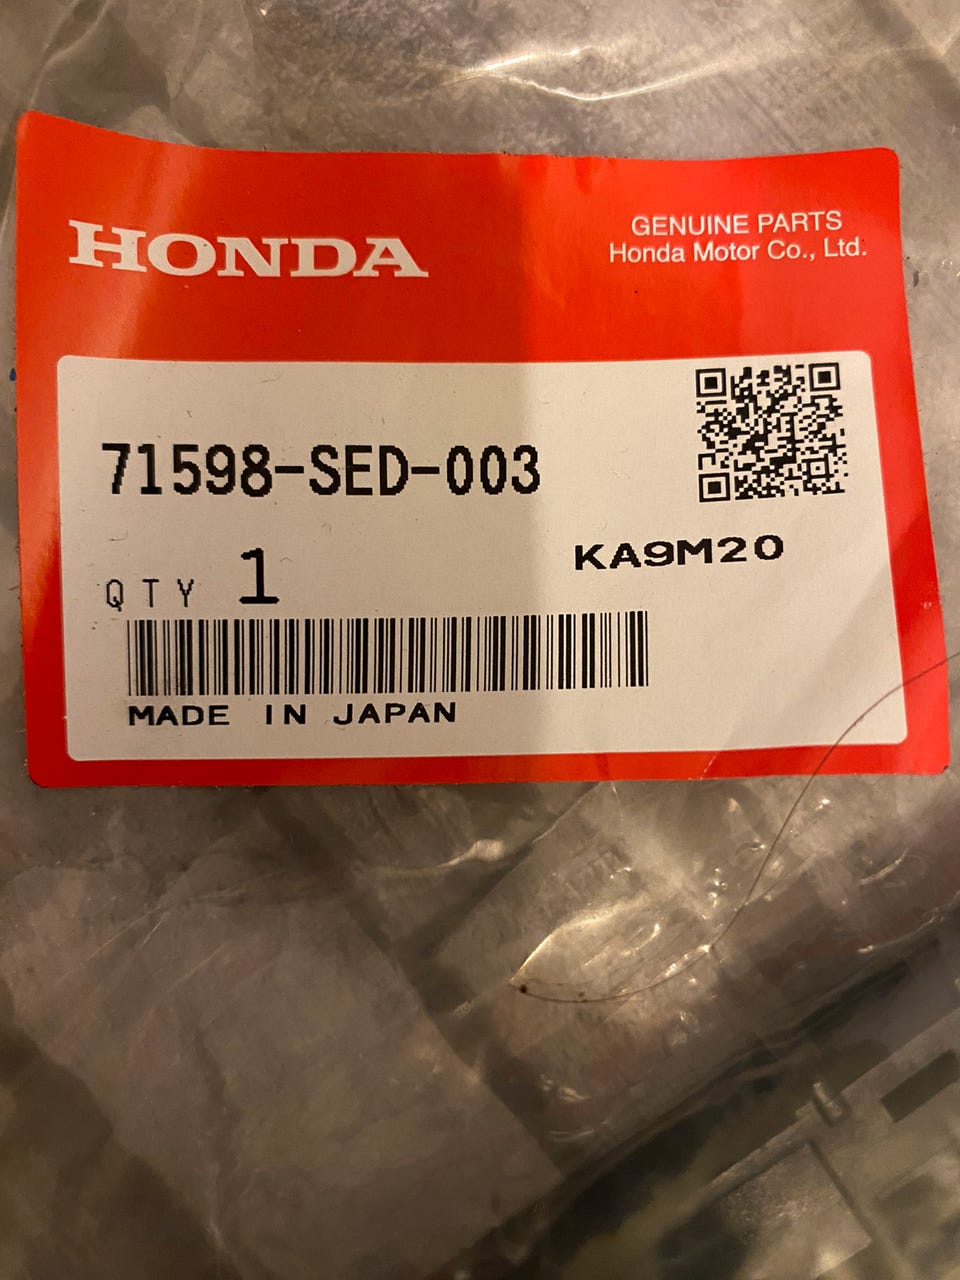 HONDA
GENUINE PARTS
Honda Motor Co., Ltd.
71598-SED-003
KA9M20
QTY 1
MADE IN JAPAN